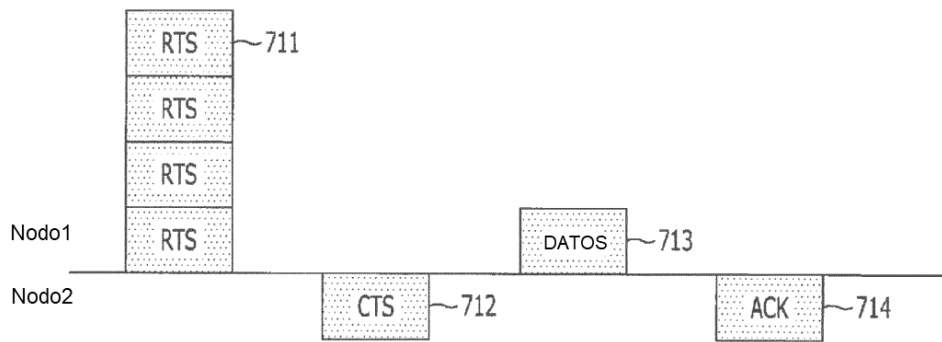 RTS 711
RTS
RTS
Nodo1 RTS DATOS 713
Nodo2 CTS 712 ACK 714